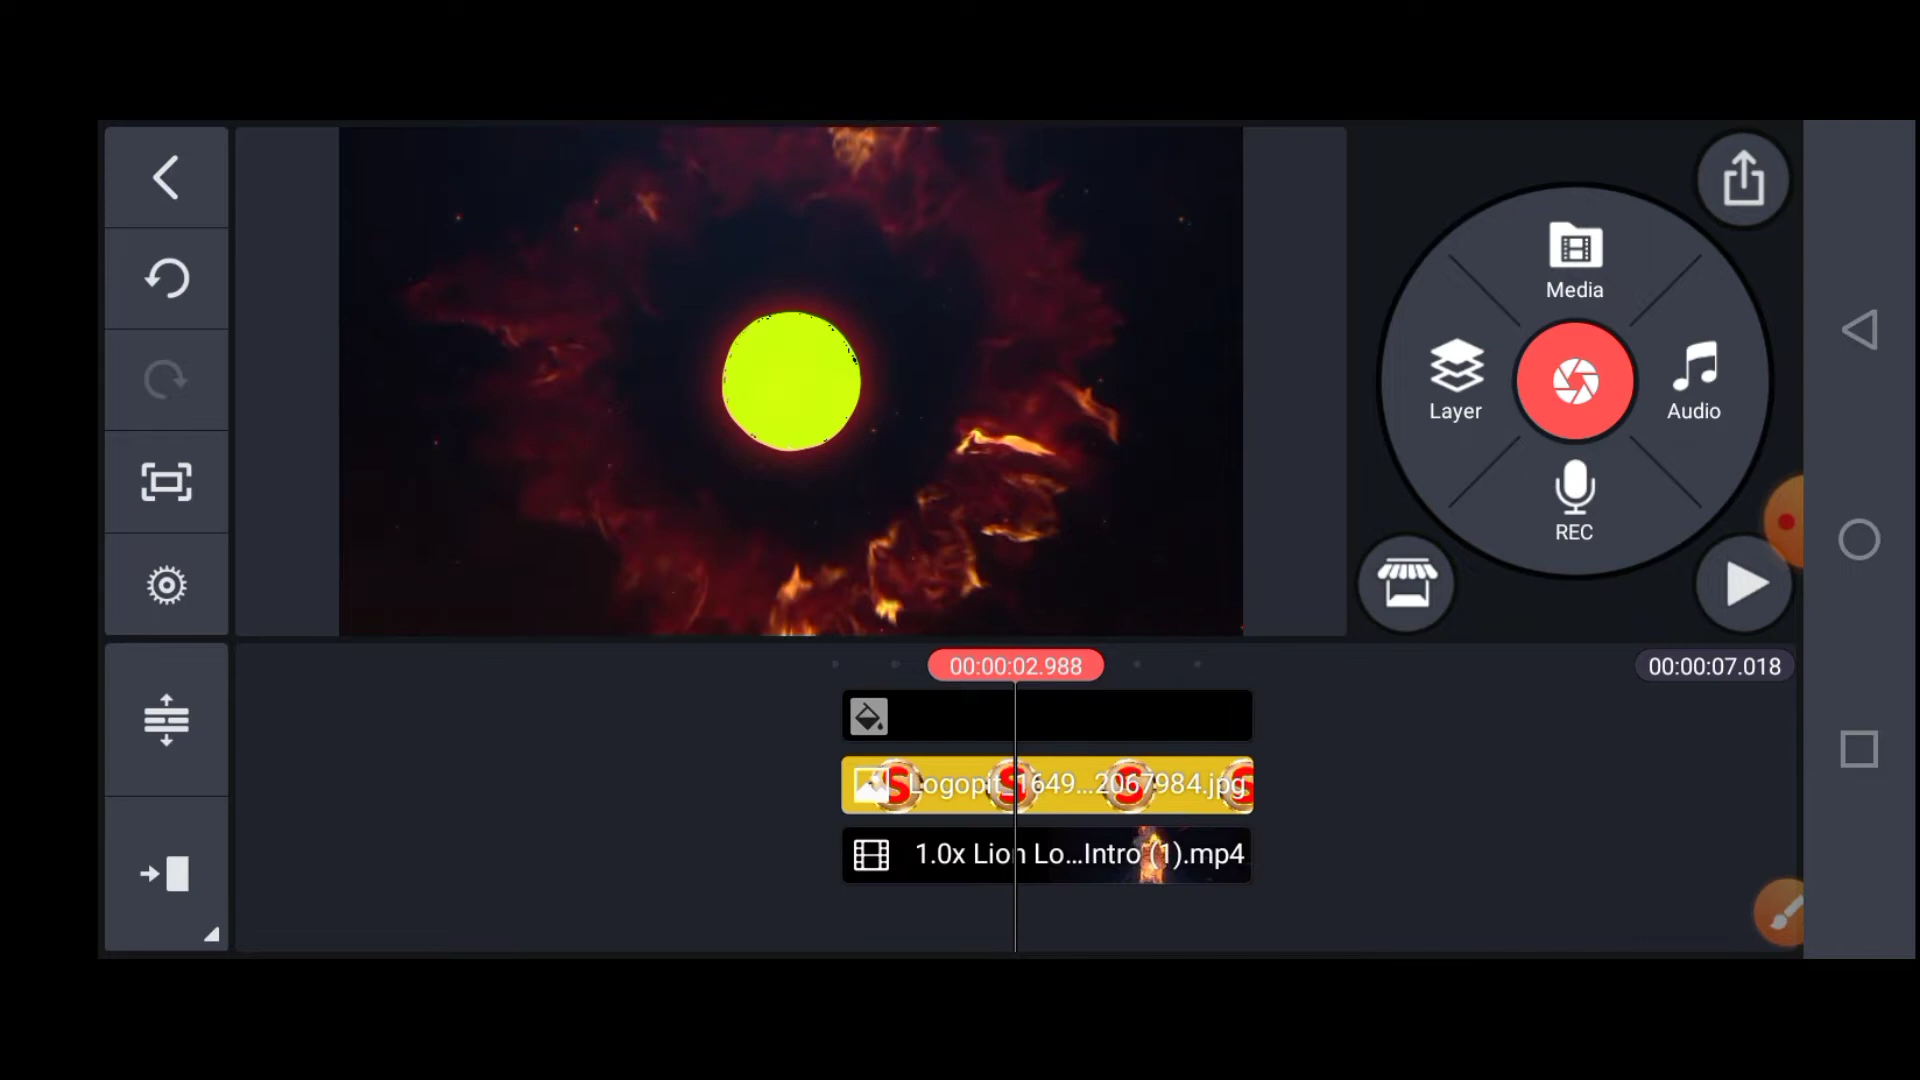 Media
Layer
Audio
REC
00:00:02.988
00:00:07.018
Logopit_1649...2067984.jpg
1.0x Lion Lo...Intro (1).mp4